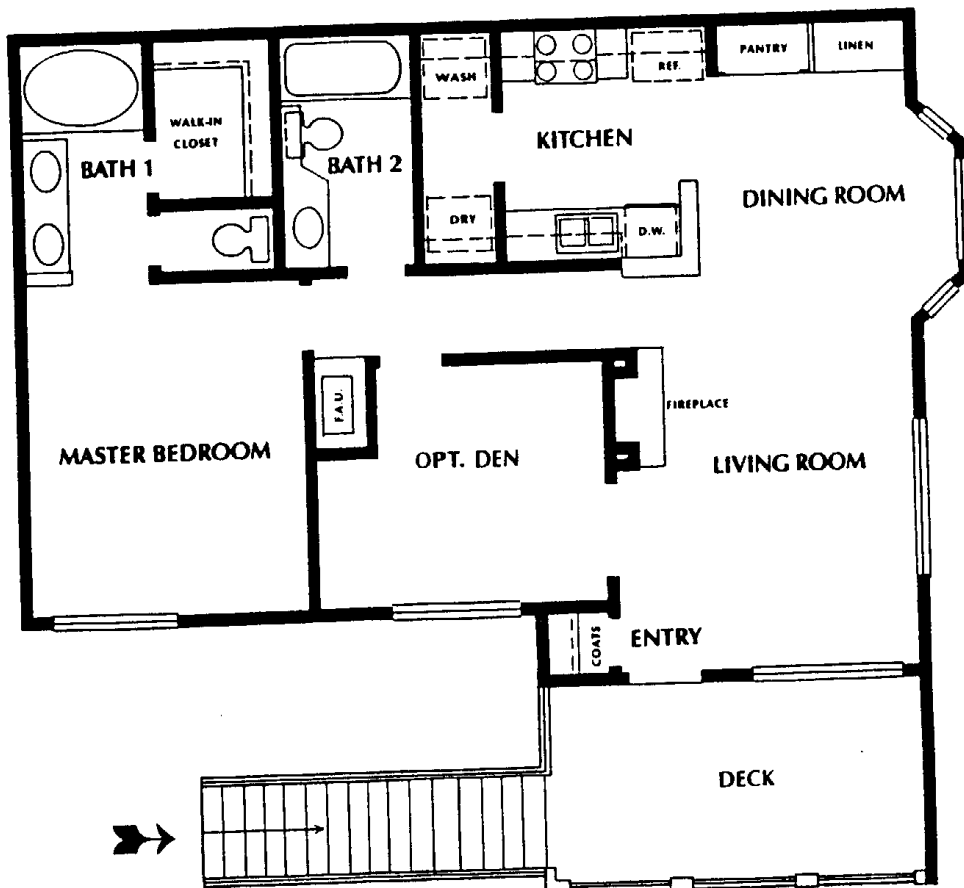 PANTRY
LINEN
WASH
REF.
WALK-IN
CLOSET
KITCHEN
BATH 1
BATH 2
DINING ROOM
DRY
D.W.
F.A.U.
FIREPLACE
MASTER BEDROOM
OPT. DEN
LIVING ROOM
COATS
ENTRY
DECK